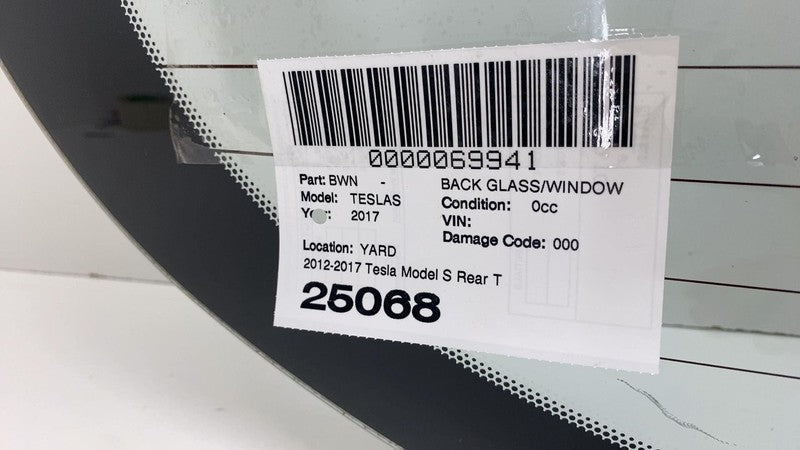 0000069941
Part: BWN - BACK GLASS/WINDOW
Model: TESLAS Condition: 0cc
Year: 2017 VIN:
Damage Code: 000
Location: YARD
2012-2017 Tesla Model S Rear T
25068